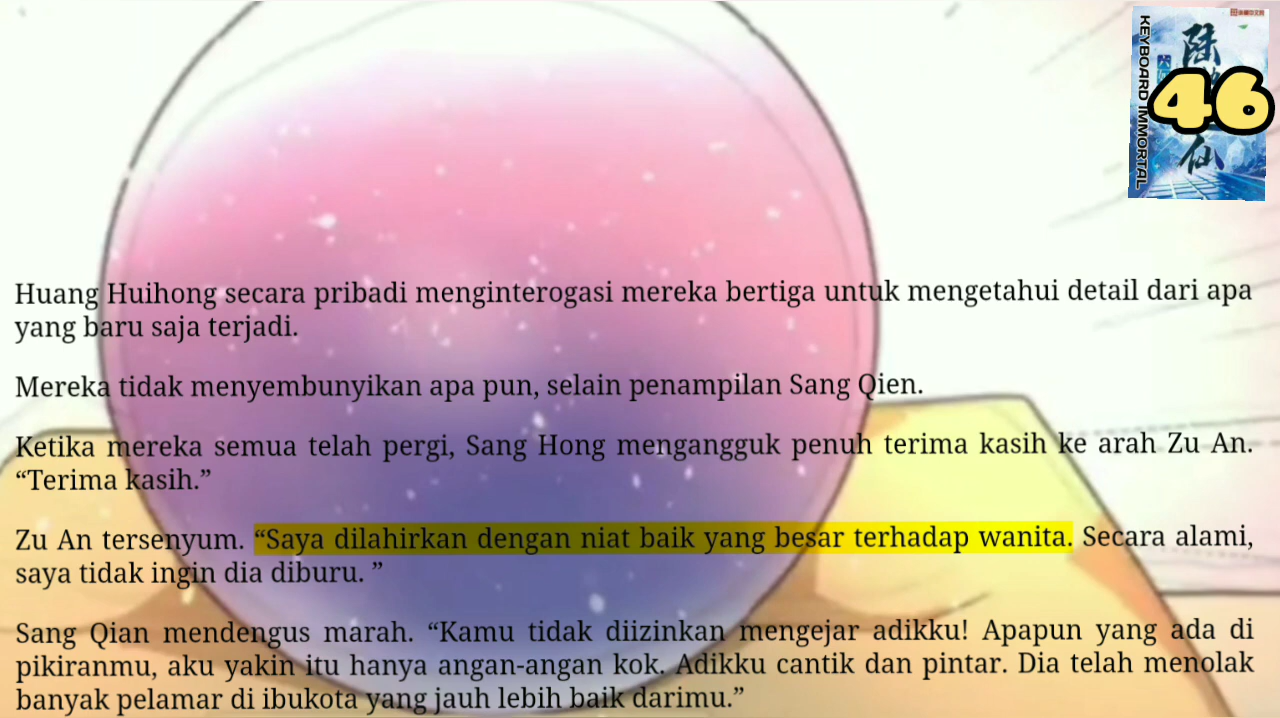 KEYBOARD IMMORTAL
46
Huang Huihong secara pribadi menginterogasi mereka bertiga untuk mengetahui detail dari apa
yang baru saja terjadi.
Mereka tidak menyembunyikan apa pun, selain penampilan Sang Qien.
Ketika mereka semua telah pergi, Sang Hong mengangguk penuh terima kasih ke arah Zu An.
“Terima kasih.”
Zu An tersenyum. “Saya dilahirkan dengan niat baik yang besar terhadap wanita. Secara alami,
saya tidak ingin dia diburu. ”
Sang Qian mendengus marah. “Kamu tidak diizinkan mengejar adikku! Apapun yang ada di
pikiranmu, aku yakin itu hanya angan-angan kok. Adikku cantik dan pintar. Dia telah menolak
banyak pelamar di ibukota yang jauh lebih baik darimu.”